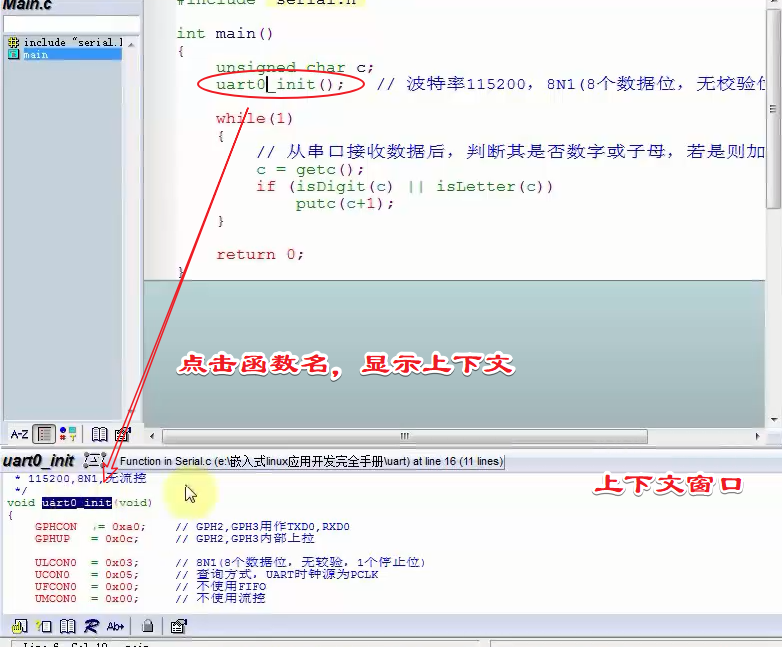 Main.c
#include "serial.h"
include "serial.l
main
int main()
{
unsigned char c;
uart0_init(); // 波特率115200, 8N1(8个数据位, 无校验位
while(1)
{
// 从串口接收数据后, 判断其是否数字或子母, 若是则加
c = getc();
if (isDigit(c) || isLetter(c))
putc(c+1);
}
return 0;
}
点击函数名，显示上下文
A-Z
uart0_init
Function in Serial.c (e:\嵌入式linux应用开发完全手册\uart) at line 16 (11 lines)
上下文窗口
* 115200,8N1,无流控
*/
void uart0_init(void)
{
GPHCON |= 0xa0; // GPH2,GPH3用作TXD0,RXD0
GPHUP = 0x0c; // GPH2,GPH3内部上拉
ULCON0 = 0x03; // 8N1(8个数据位, 无较验, 1个停止位)
UCON0 = 0x05; // 查询方式, UART时钟源为PCLK
UFCON0 = 0x00; // 不使用FIFO
UMCON0 = 0x00; // 不使用流控
Ab